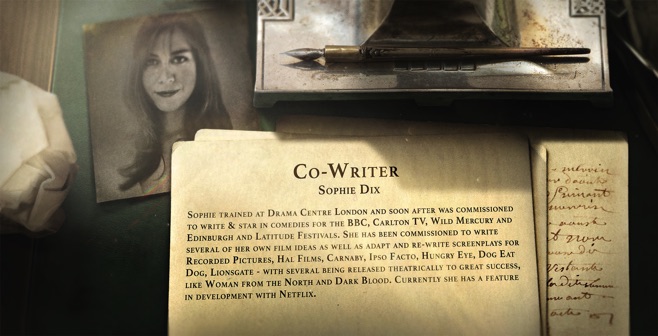 Co-Writer
Sophie Dix
Sophie trained at Drama Centre London and soon after was commissioned
to write & star in comedies for the BBC, Carlton TV, Wild Mercury and
Edinburgh and Latitude Festivals. She has been commissioned to write
several of her own film ideas as well as adapt and re-write screenplays for
Recorded Pictures, Hal Films, Carnaby, Ipso Facto, Hungry Eye, Dog Eat
Dog, Lionsgate - with several being released theatrically to great success,
like Woman from the North and Dark Blood. Currently she has a feature
in development with Netflix.